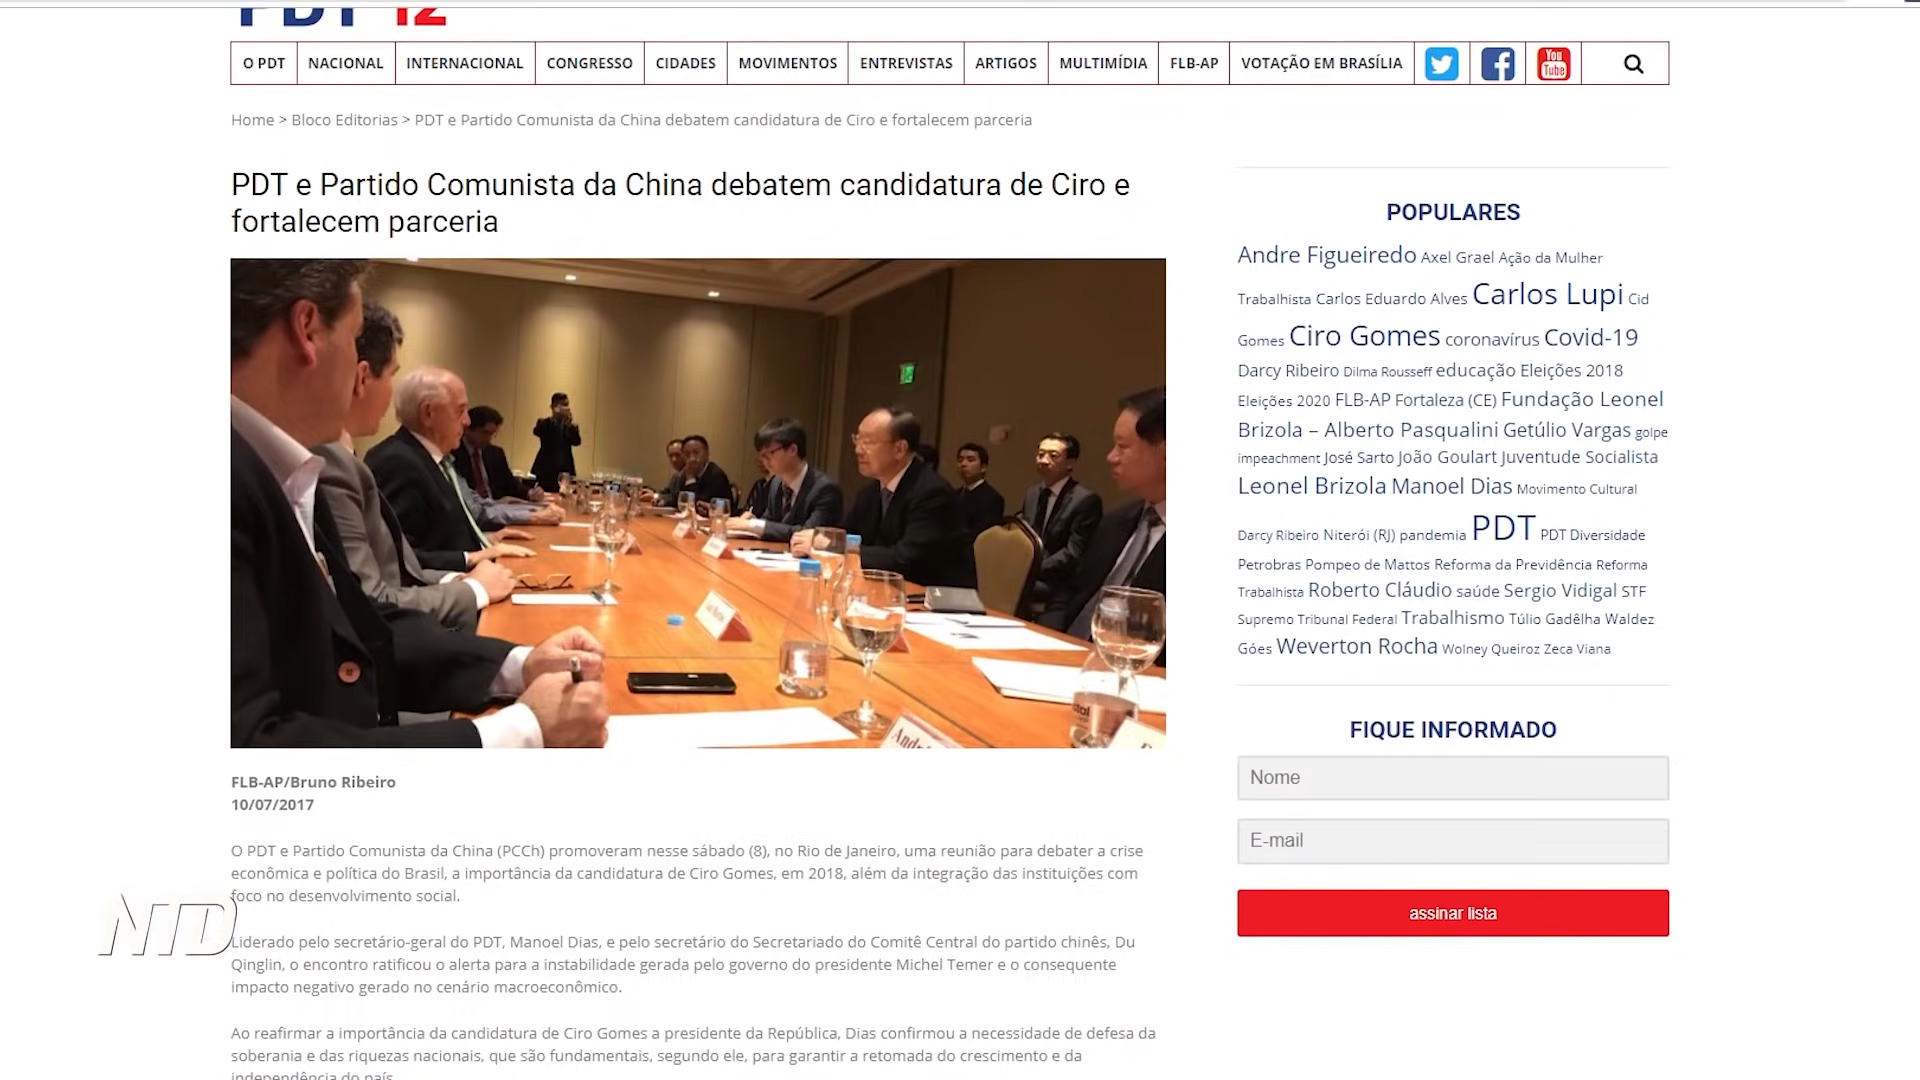 PDT 12
O PDT NACIONAL INTERNACIONAL CONGRESSO CIDADES MOVIMENTOS ENTREVISTAS ARTIGOS MULTIMÍDIA FLB-AP VOTAÇÃO EM BRASÍLIA You Tube
Home > Bloco Editorias > PDT e Partido Comunista da China debatem candidatura de Ciro e fortalecem parceria
PDT e Partido Comunista da China debatem candidatura de Ciro e
fortalecem parceria
FLB-AP/Bruno Ribeiro
10/07/2017
O PDT e Partido Comunista da China (PCCh) promoveram nesse sábado (8), no Rio de Janeiro, uma reunião para debater a crise
econômica e política do Brasil, a importância da candidatura de Ciro Gomes, em 2018, além da integração das instituições com
foco no desenvolvimento social.
NTD
Liderado pelo secretário-geral do PDT, Manoel Dias, e pelo secretário do Secretariado do Comitê Central do partido chinês, Du
Qinglin, o encontro ratificou o alerta para a instabilidade gerada pelo governo do presidente Michel Temer e o consequente
impacto negativo gerado no cenário macroeconômico.
Ao reafirmar a importância da candidatura de Ciro Gomes a presidente da República, Dias confirmou a necessidade de defesa da
soberania e das riquezas nacionais, que são fundamentais, segundo ele, para garantir a retomada do crescimento e da
independência do país.
POPULARES
Andre Figueiredo Axel Grael Ação da Mulher
Trabalhista Carlos Eduardo Alves Carlos Lupi Cid
Gomes Ciro Gomes coronavírus Covid-19
Darcy Ribeiro Dilma Rousseff educação Eleições 2018
Eleições 2020 FLB-AP Fortaleza (CE) Fundação Leonel
Brizola – Alberto Pasqualini Getúlio Vargas golpe
impeachment José Sarto João Goulart Juventude Socialista
Leonel Brizola Manoel Dias Movimento Cultural
Darcy Ribeiro Niterói (RJ) pandemia PDT PDT Diversidade
Petrobras Pompeo de Mattos Reforma da Previdência Reforma
Trabalhista Roberto Cláudio saúde Sergio Vidigal STF
Supremo Tribunal Federal Trabalhismo Túlio Gadêlha Waldez
Góes Weverton Rocha Wolney Queiroz Zeca Viana
FIQUE INFORMADO
Nome
E-mail
assinar lista